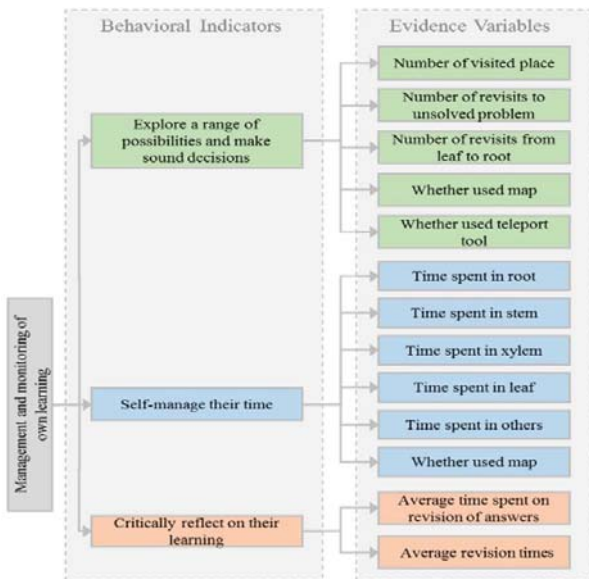 Behavioral Indicators
Evidence Variables
Management and monitoring of
own learning
Explore a range of
possibilities and make
sound decisions
Number of visited place
Number of revisits to
unsolved problem
Number of revisits from
leaf to root
Whether used map
Whether used teleport
tool
Self-manage their time
Time spent in root
Time spent in stem
Time spent in xylem
Time spent in leaf
Time spent in others
Whether used map
Critically reflect on their
learning
Average time spent on
revision of answers
Average revision times